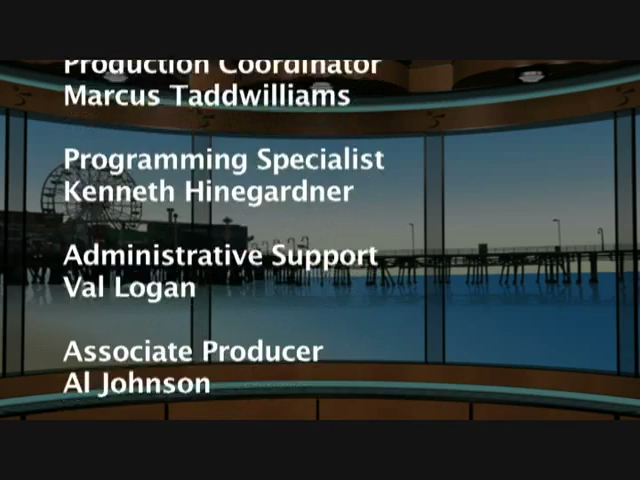 Production Coordinator
Marcus Taddwilliams
Programming Specialist
Kenneth Hinegardner
Administrative Support
Val Logan
Associate Producer
Al Johnson